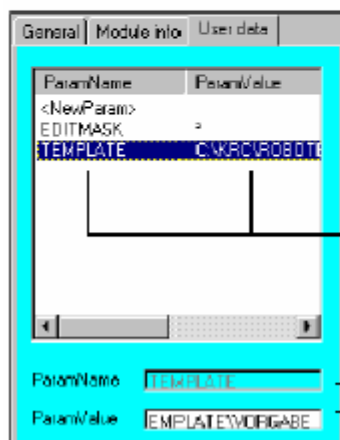 General Module info User data
ParamName ParamValue
<NewParam>
EDITMASK *
TEMPLATE C:\KRC\ROBOTE
ParamName TEMPLATE
ParamValue EMPLATE\VORGABE